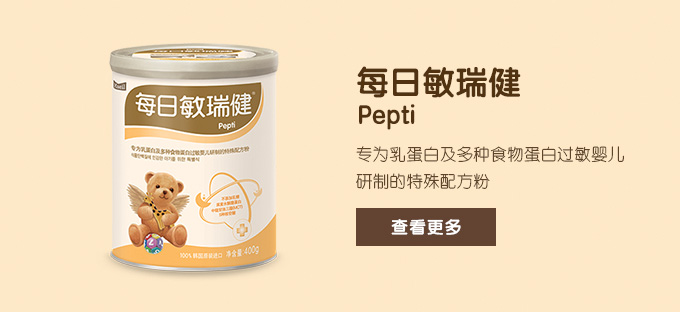 Maeil
每日敏瑞健®
Pepti
专为乳蛋白及多种食物蛋白过敏婴儿
研制的特殊配方粉
100% 韩国原装进口
净含量:400g
每日敏瑞健
Pepti
专为乳蛋白及多种食物蛋白过敏婴儿
研制的特殊配方粉
查看更多